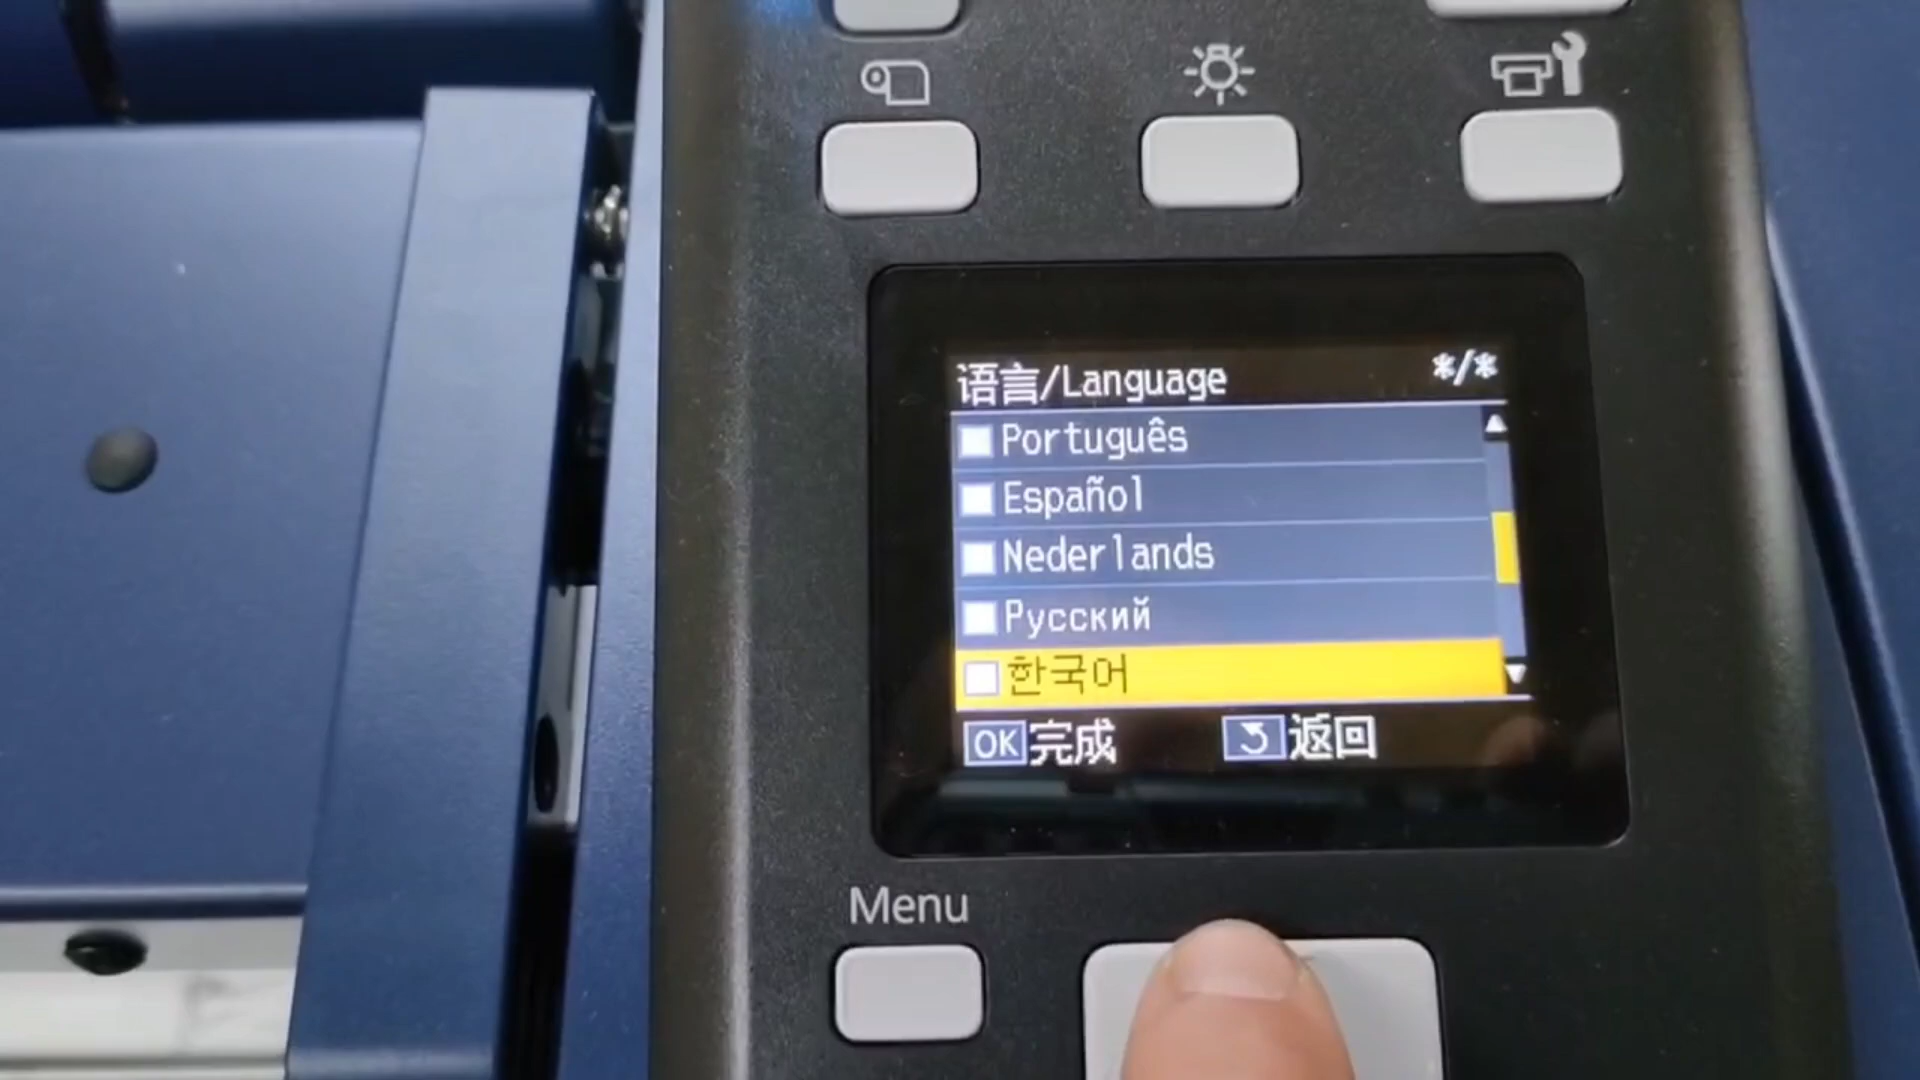 语言/Language
*/*
Português
Español
Nederlands
Русский
한국어
OK完成
返回
Menu